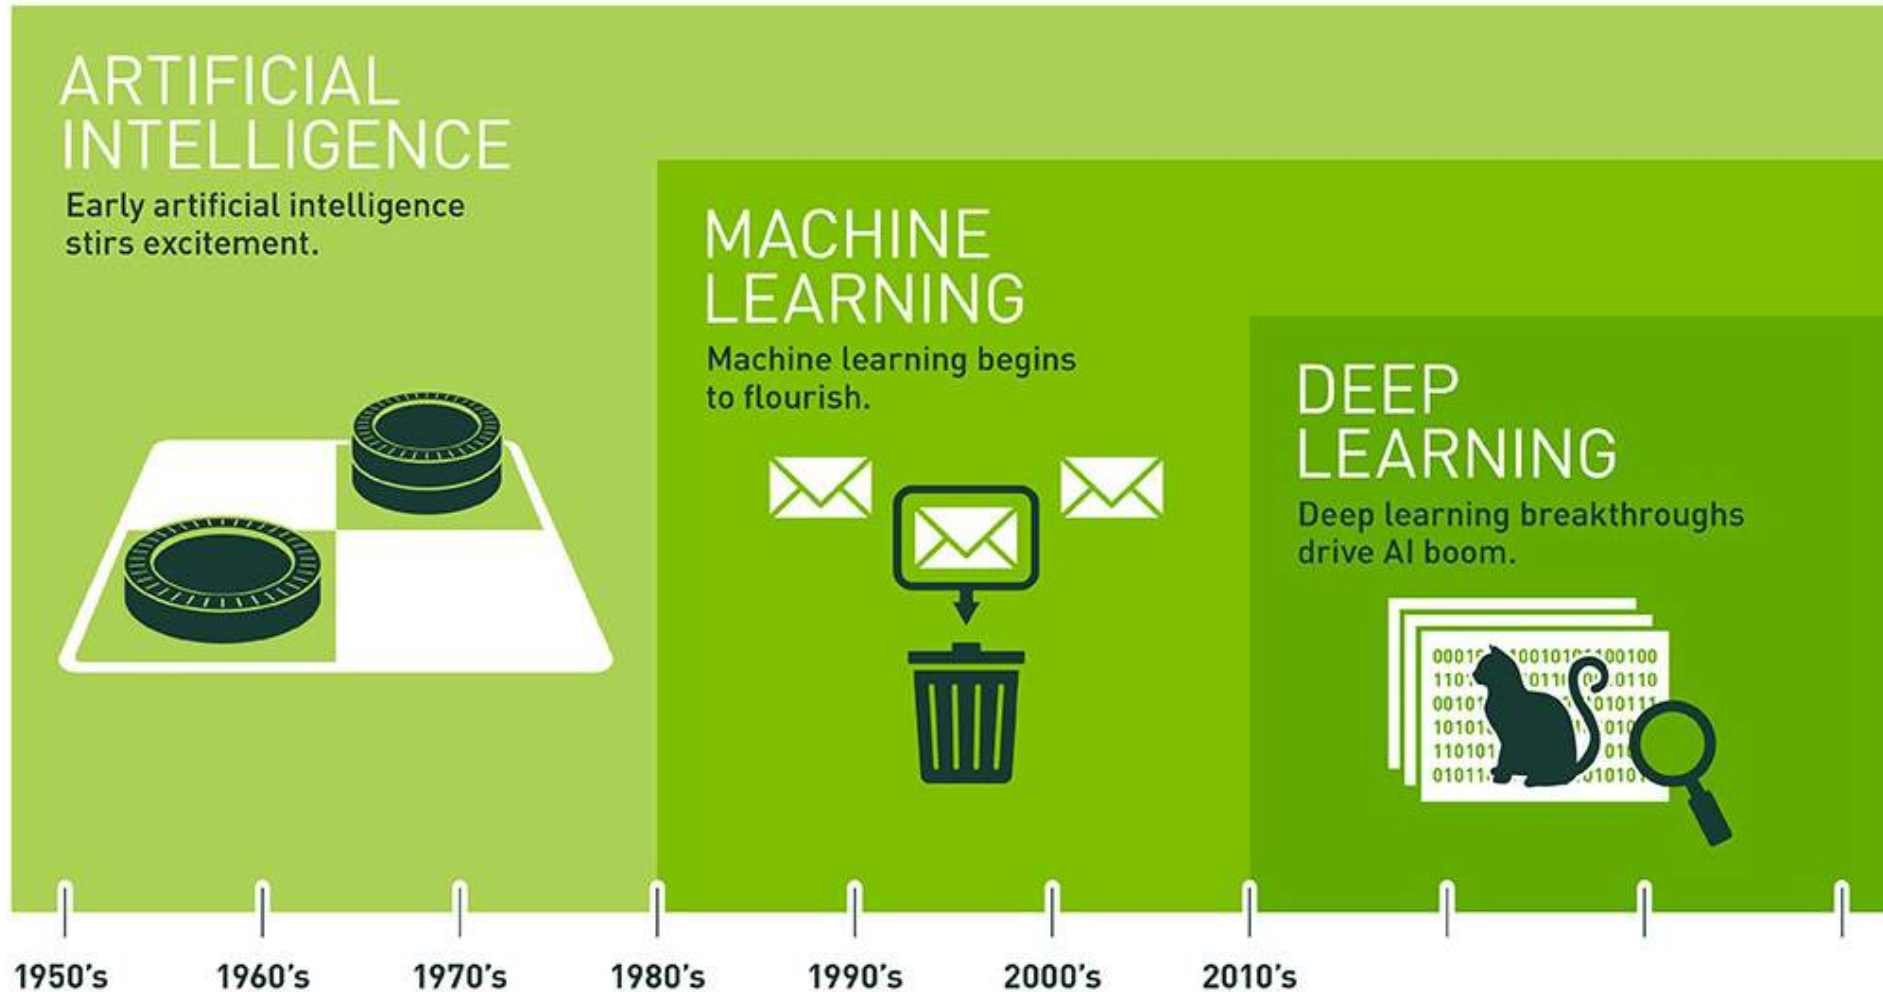 ARTIFICIAL
INTELLIGENCE
Early artificial intelligence
stirs excitement.
MACHINE
LEARNING
Machine learning begins
to flourish.
DEEP
LEARNING
Deep learning breakthroughs
drive AI boom.
1950's
1960's
1970's
1980's
1990's
2000's
2010's